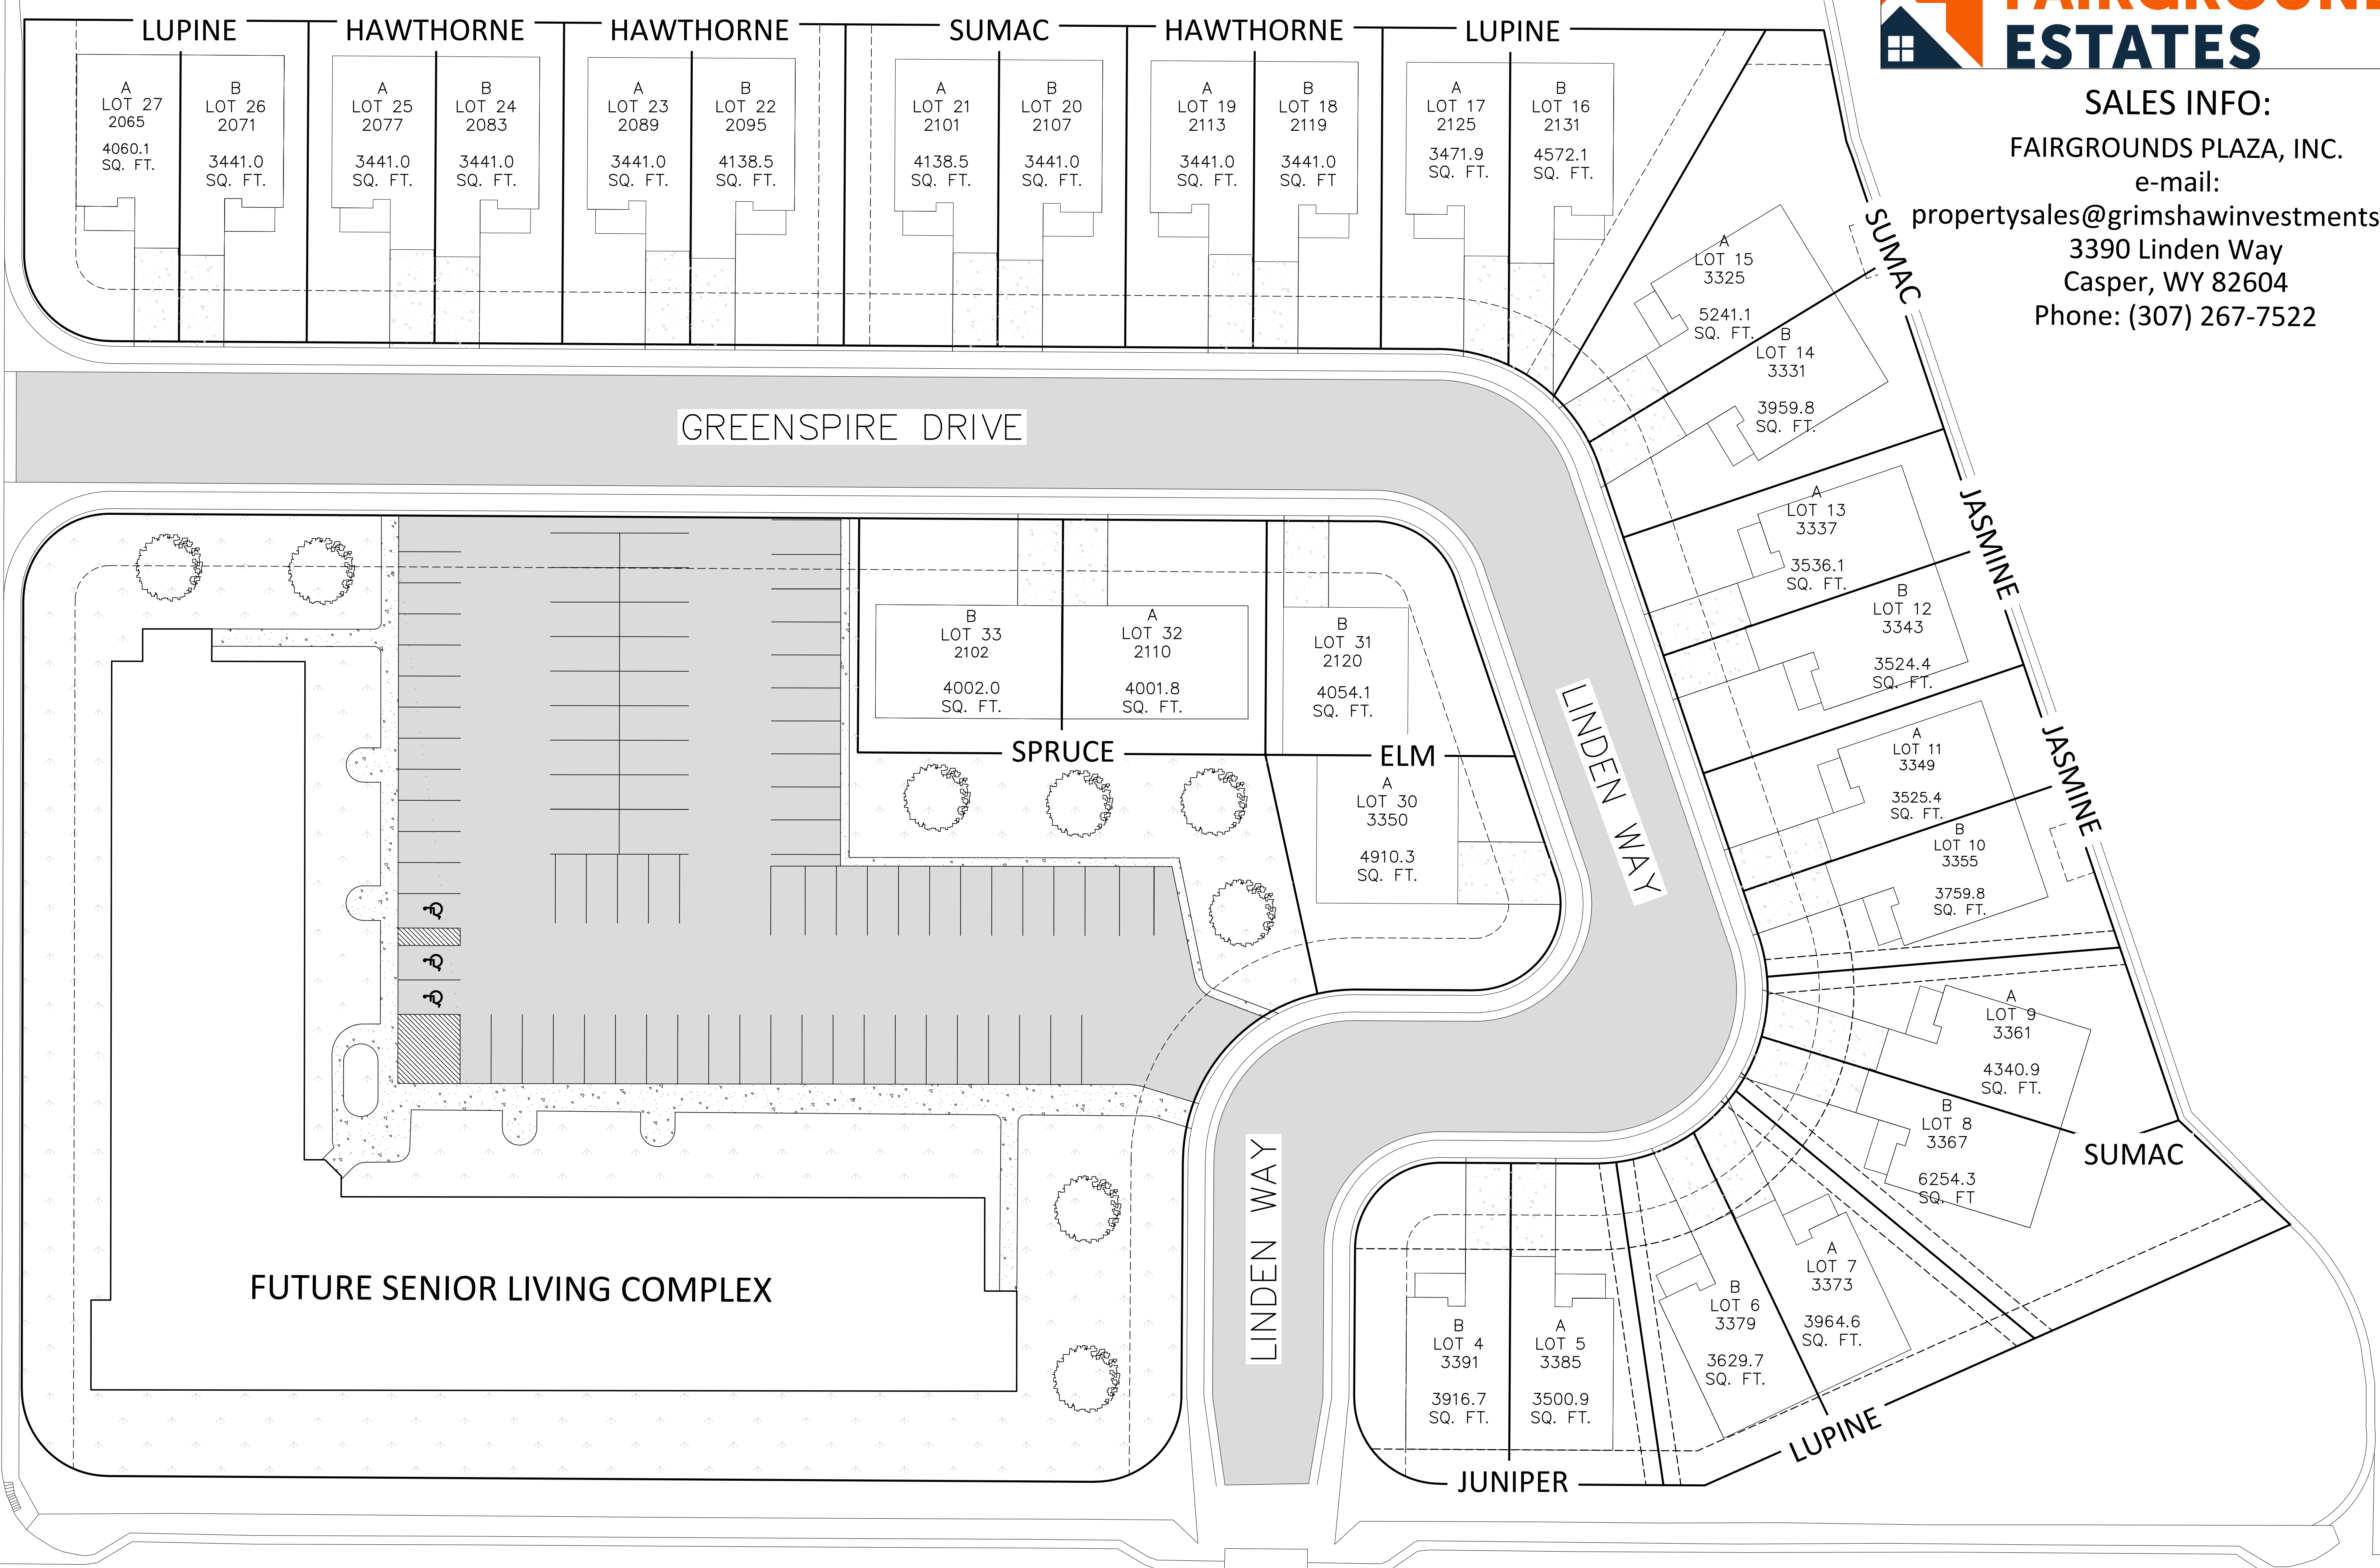 FAIRGROUND
ESTATES
SALES INFO:
FAIRGROUNDS PLAZA, INC.
e-mail:
propertysales@grimshawinvestments
3390 Linden Way
Casper, WY 82604
Phone: (307) 267-7522
LUPINE
HAWTHORNE
HAWTHORNE
SUMAC
HAWTHORNE
LUPINE
A
LOT 27
2065
4060.1
SQ. FT.
B
LOT 26
2071
3441.0
SQ. FT.
A
LOT 25
2077
3441.0
SQ. FT.
B
LOT 24
2083
3441.0
SQ. FT.
A
LOT 23
2089
3441.0
SQ. FT.
B
LOT 22
2095
4138.5
SQ. FT.
A
LOT 21
2101
4138.5
SQ. FT.
B
LOT 20
2107
3441.0
SQ. FT.
A
LOT 19
2113
3441.0
SQ. FT.
B
LOT 18
2119
3441.0
SQ. FT
A
LOT 17
2125
3471.9
SQ. FT.
B
LOT 16
2131
4572.1
SQ. FT.
A
LOT 15
3325
5241.1
SQ. FT.
B
LOT 14
3331
3959.8
SQ. FT.
SUMAC
GREENSPIRE DRIVE
A
LOT 13
3337
3536.1
SQ. FT.
B
LOT 12
3343
3524.4
SQ. FT.
JASMINE
B
LOT 33
2102
4002.0
SQ. FT.
A
LOT 32
2110
4001.8
SQ. FT.
SPRUCE
B
LOT 31
2120
4054.1
SQ. FT.
ELM
A
LOT 30
3350
4910.3
SQ. FT.
LINDEN WAY
A
LOT 11
3349
3525.4
SQ. FT.
B
LOT 10
3355
3759.8
SQ. FT.
JASMINE
A
LOT 9
3361
4340.9
SQ. FT.
B
LOT 8
3367
6254.3
SQ. FT
SUMAC
FUTURE SENIOR LIVING COMPLEX
LINDEN WAY
B
LOT 4
3391
3916.7
SQ. FT.
A
LOT 5
3385
3500.9
SQ. FT.
JUNIPER
B
LOT 6
3379
3629.7
SQ. FT.
A
LOT 7
3373
3964.6
SQ. FT.
LUPINE